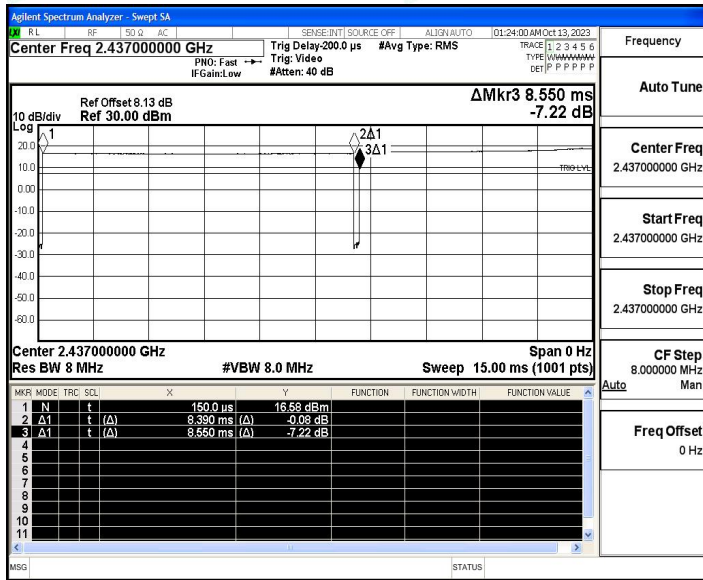 Agilent Spectrum Analyzer - Swept SA
RL RF 50 Ω AC SENSE:INT SOURCE OFF ALIGN AUTO 01:24:00 AM Oct 13, 2023
Center Freq 2.437000000 GHz
PNO: Fast
IFGain:Low
Trig Delay-200.0 µs
Trig: Video
#Atten: 40 dB
#Avg Type: RMS
TRACE 1 2 3 4 5 6
TYPE
DET P P P P P P
Ref Offset 8.13 dB
10 dB/div Ref 30.00 dBm
Log
ΔMkr3 8.550 ms
-7.22 dB
1
2Δ1
3Δ1
TRIG LVL
20.0
10.0
0.00
-10.0
-20.0
-30.0
-40.0
-50.0
-60.0
Center 2.437000000 GHz Span 0 Hz
Res BW 8 MHz #VBW 8.0 MHz Sweep 15.00 ms (1001 pts)
MKR MODE TRC SCL X Y FUNCTION FUNCTION WIDTH FUNCTION VALUE
1 N t 150.0 µs 16.58 dBm
2 Δ1 t (Δ) 8.390 ms (Δ) -0.08 dB
3 Δ1 t (Δ) 8.550 ms (Δ) -7.22 dB
4
5
6
7
8
9
10
11
MSG STATUS
Frequency
Auto Tune
Center Freq
2.437000000 GHz
Start Freq
2.437000000 GHz
Stop Freq
2.437000000 GHz
CF Step
8.000000 MHz
Auto Man
Freq Offset
0 Hz